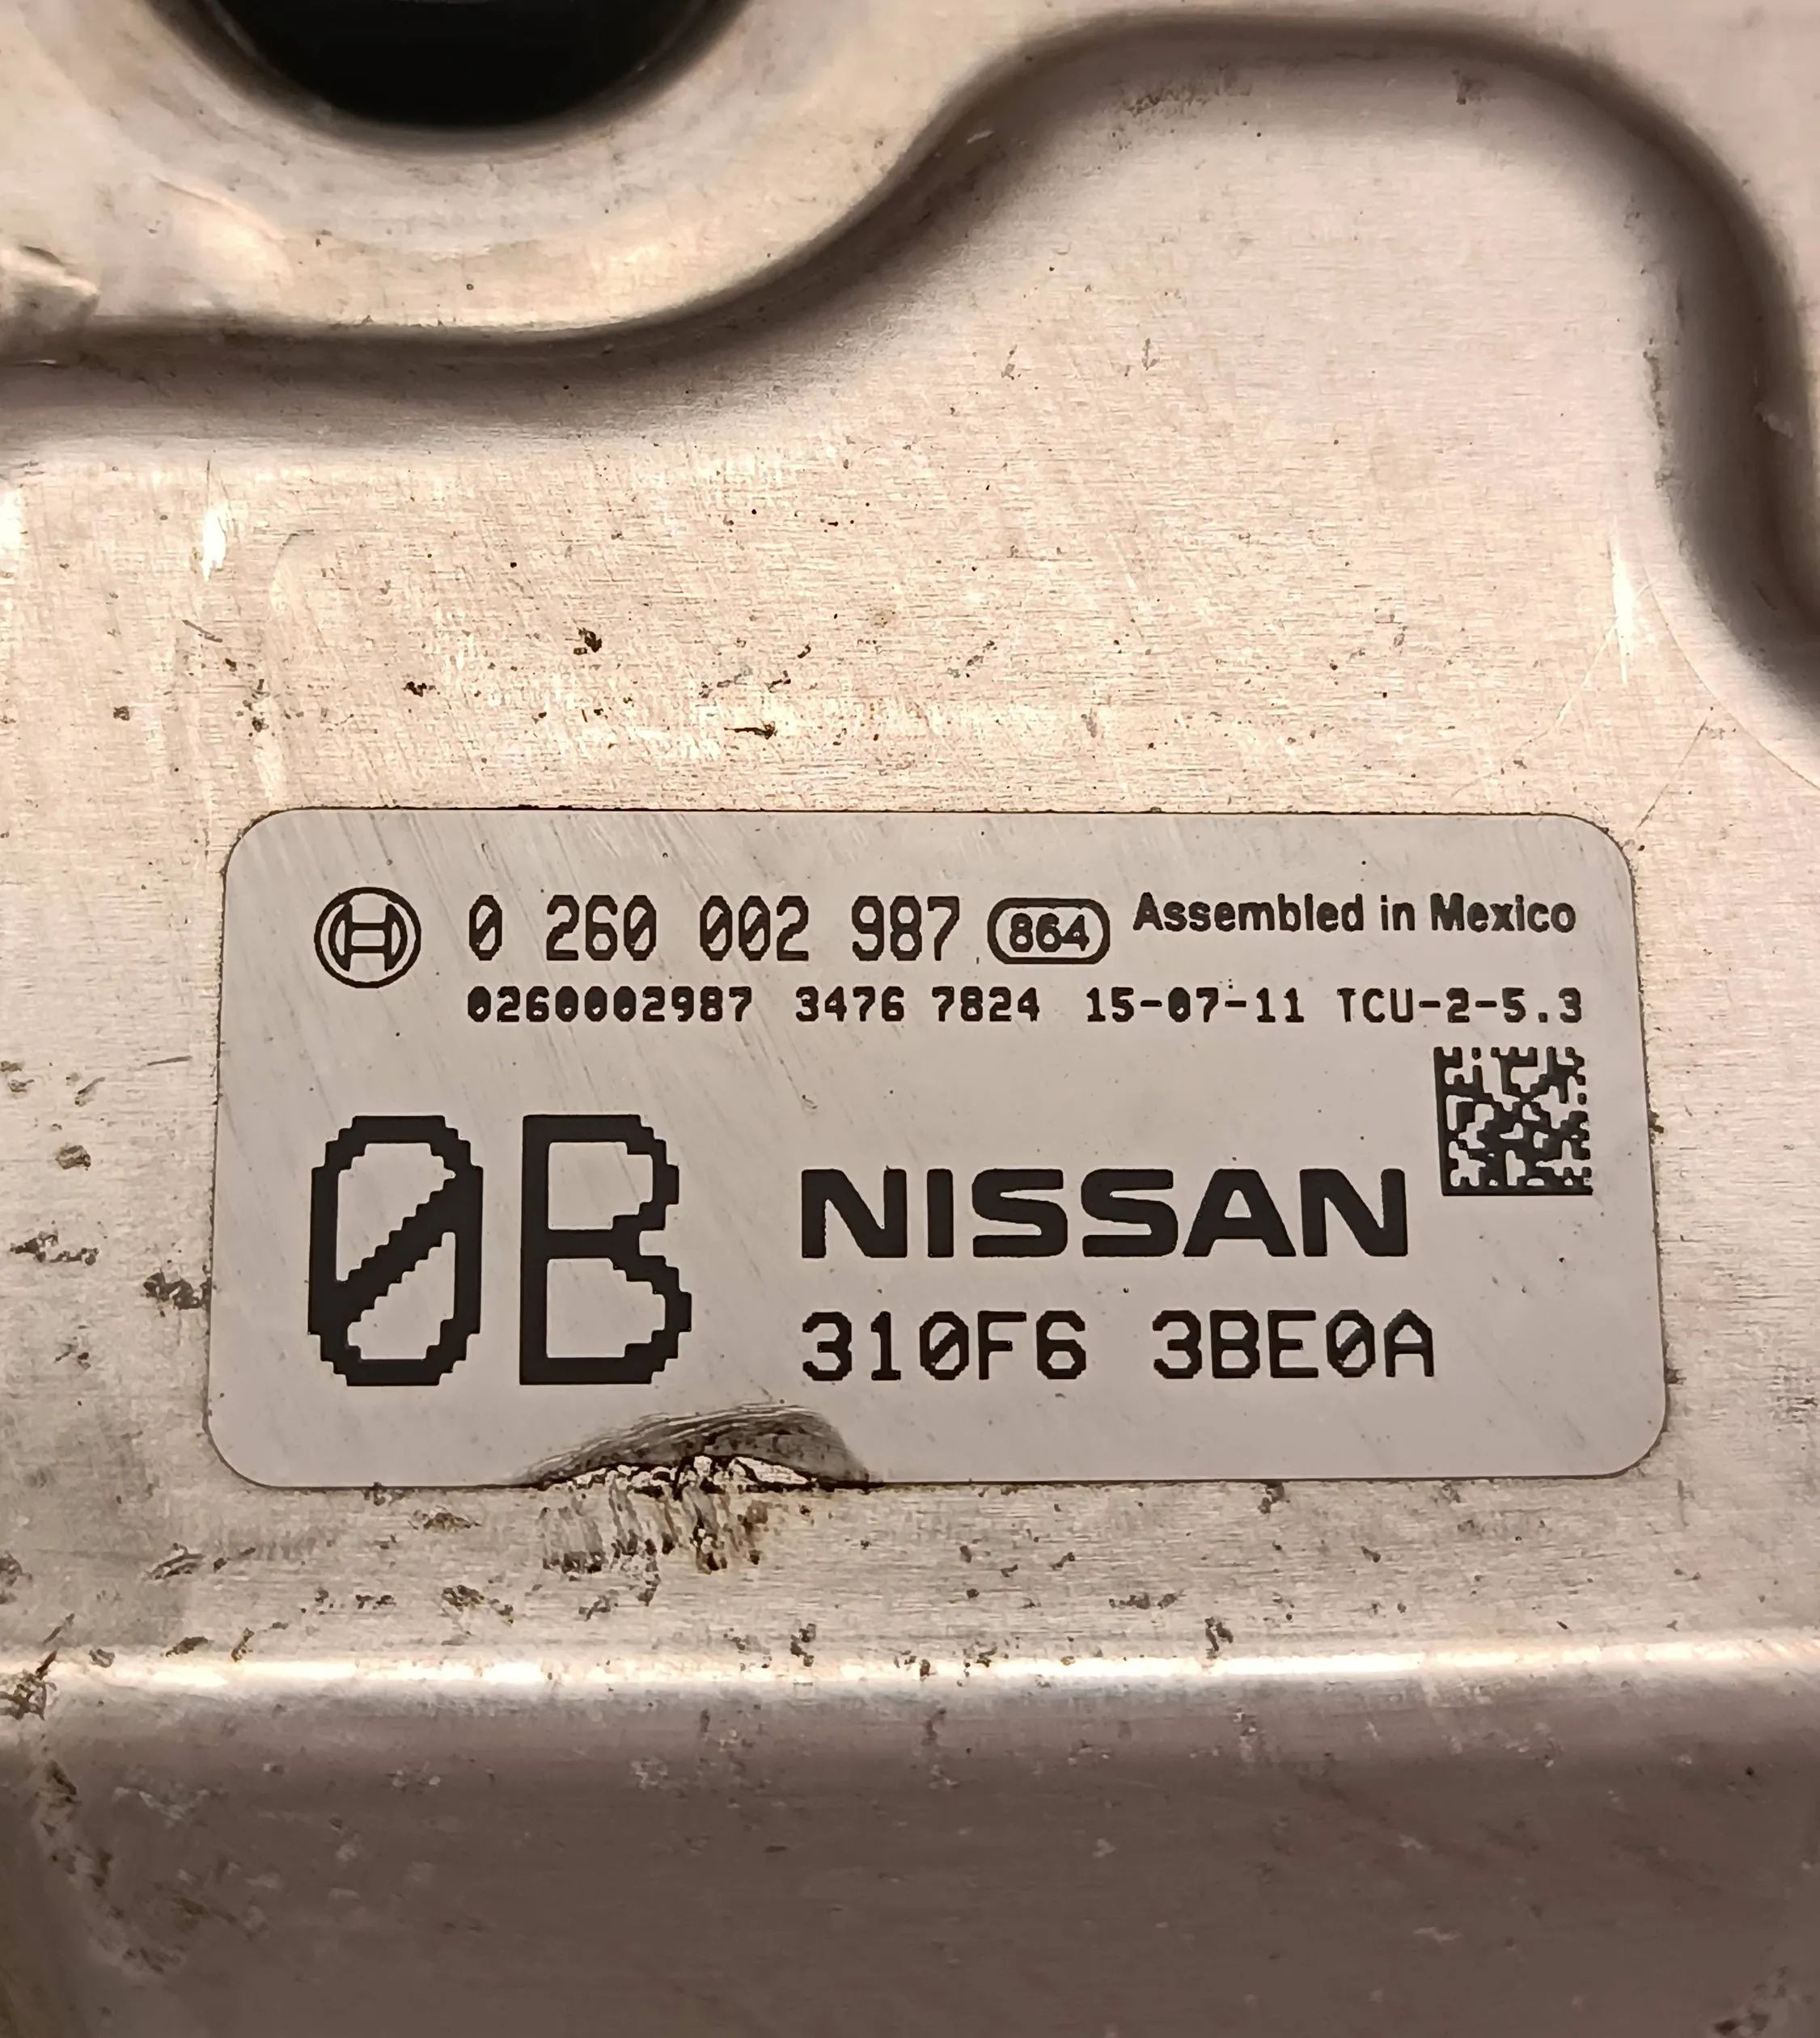 0 260 002 987 864 Assembled in Mexico
0260002987 3476 7824 15-07-11 TCU-2-5.3
0B NISSAN
310F6 3BE0A